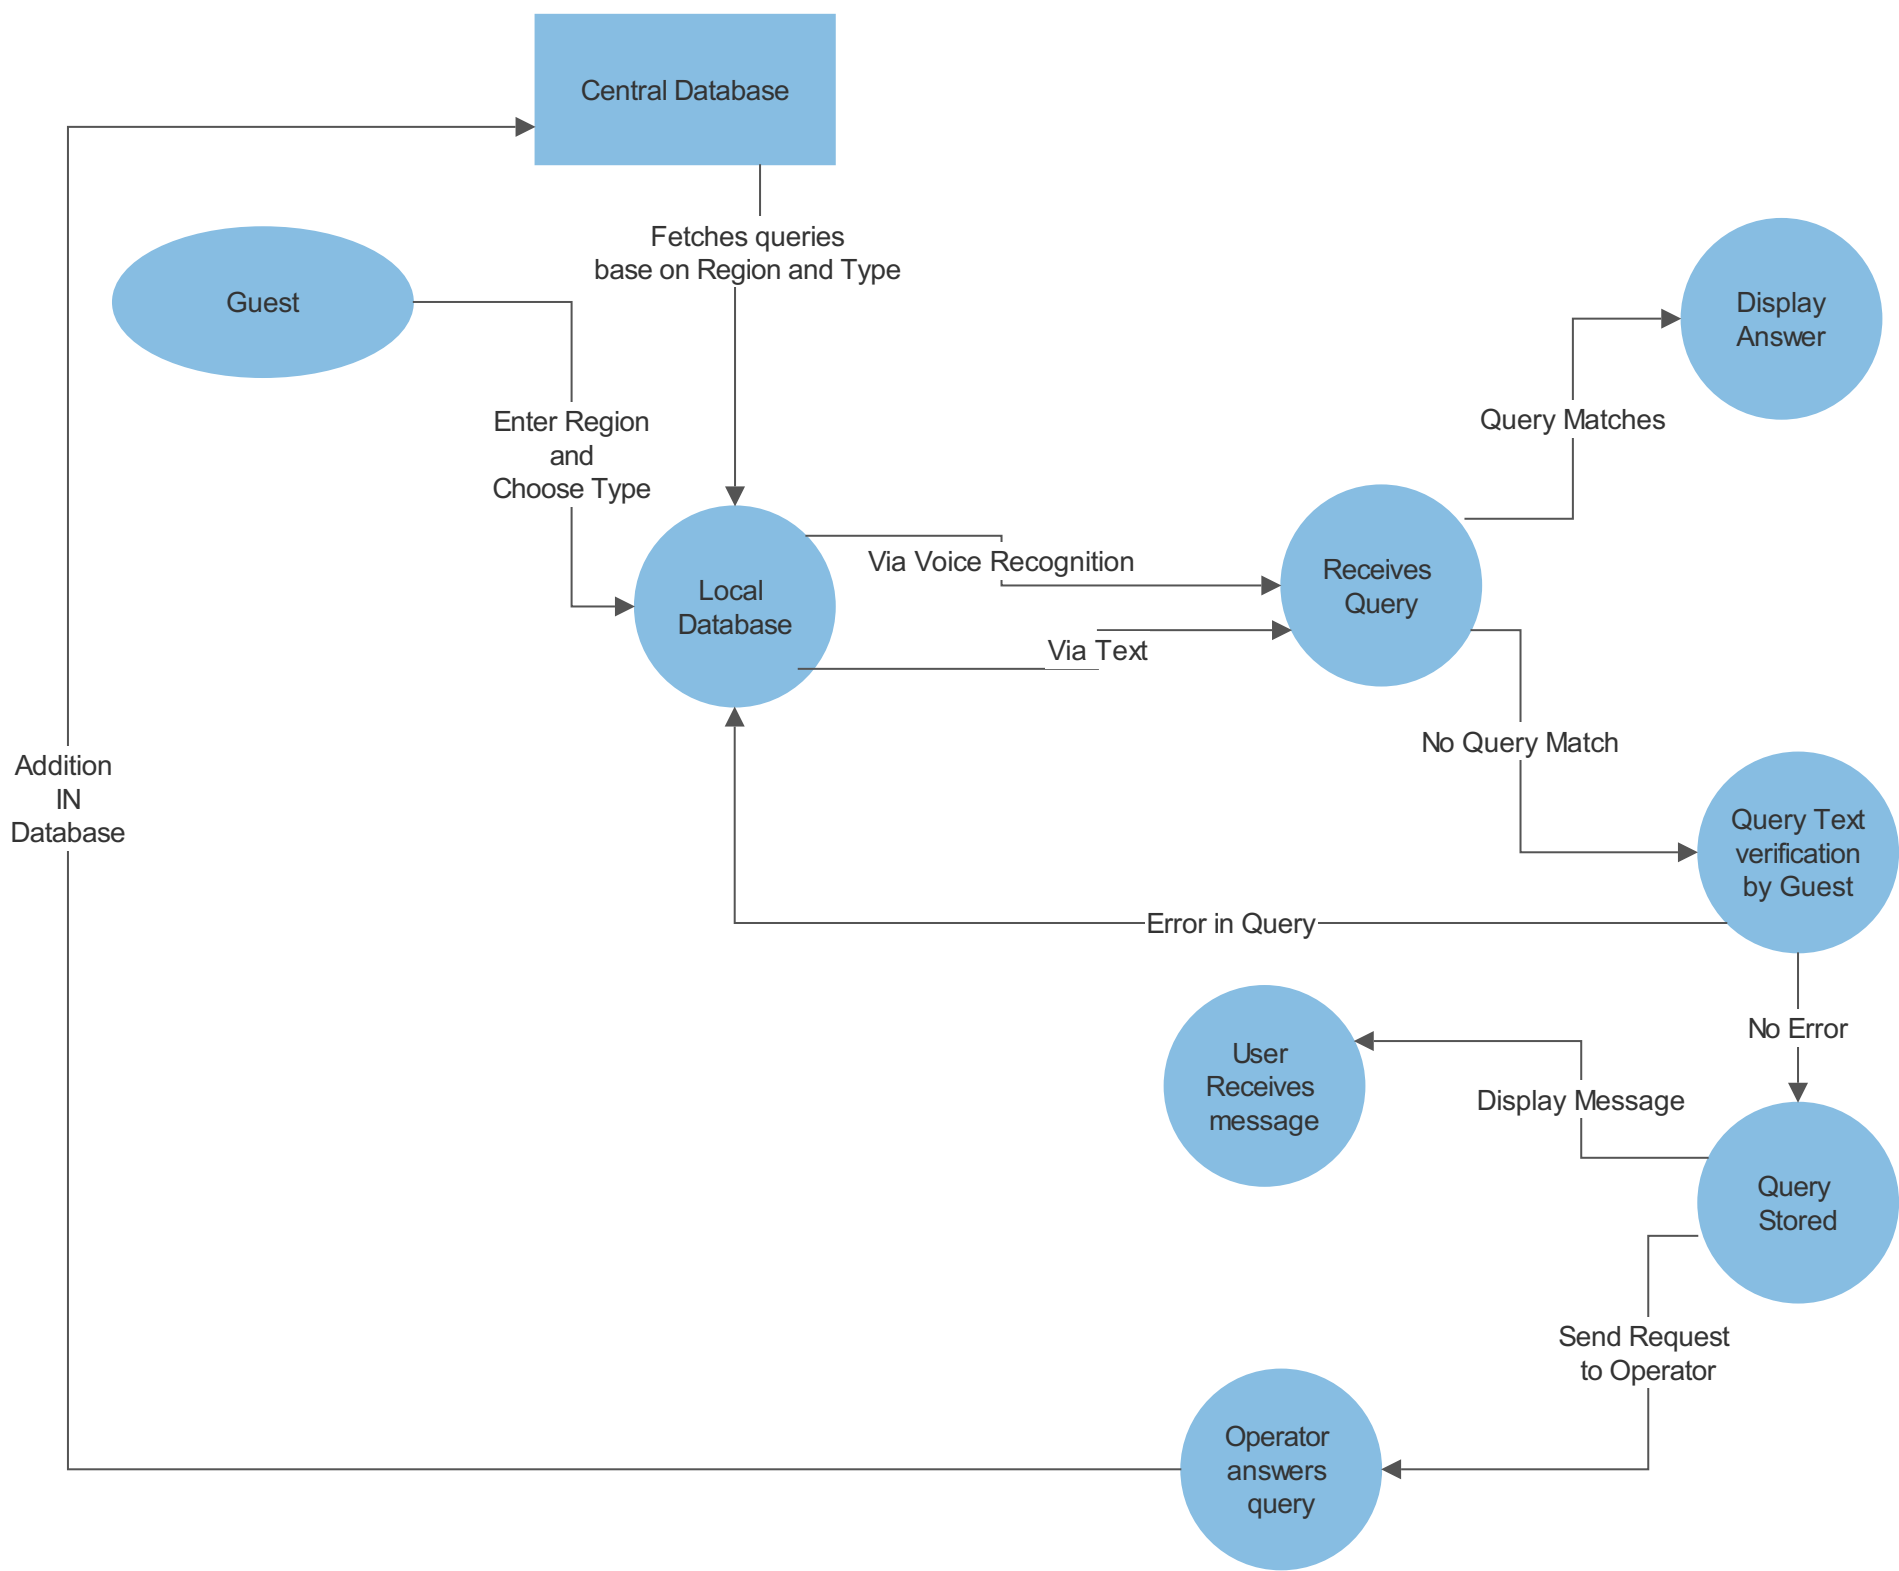 Central Database
Fetches queries
base on Region and Type
Guest
Display
Answer
Enter Region
and
Choose Type
Query Matches
Via Voice Recognition
Receives
Query
Local
Database
Via Text
No Query Match
Addition
IN
Database
Query Text
verification
by Guest
Error in Query
No Error
User
Receives
message
Display Message
Query
Stored
Send Request
to Operator
Operator
answers
query